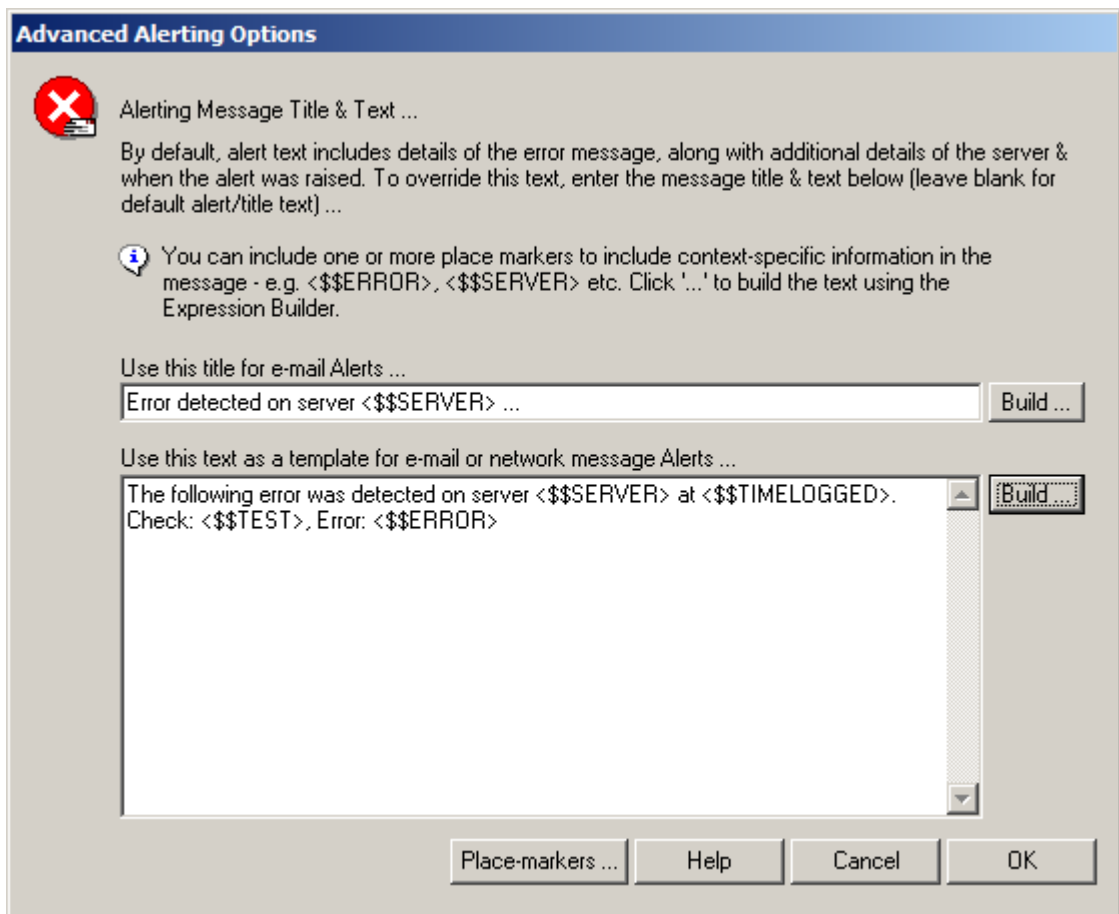 Advanced Alerting Options
Alerting Message Title & Text ...
By default, alert text includes details of the error message, along with additional details of the server &
when the alert was raised. To override this text, enter the message title & text below (leave blank for
default alert/title text) ...
You can include one or more place markers to include context-specific information in the
message - e.g. <$$ERROR>, <$$SERVER> etc. Click '...' to build the text using the
Expression Builder.
Use this title for e-mail Alerts ...
Error detected on server <$$SERVER> ...
Build ...
Use this text as a template for e-mail or network message Alerts ...
The following error was detected on server <$$SERVER> at <$$TIMELOGGED>.
Check: <$$TEST>, Error: <$$ERROR>
Build ...
Place-markers ...
Help
Cancel
OK